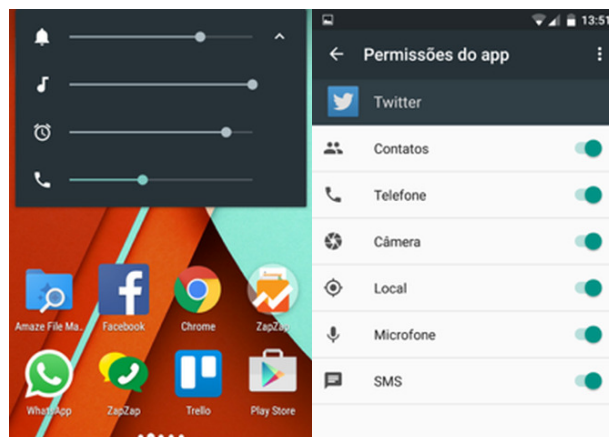 Amaze File Ma..
Facebook
Chrome
ZapZap
WhatsApp
ZapZap
Trello
Play Store
13:51
Permissões do app
Twitter
Contatos
Telefone
Câmera
Local
Microfone
SMS